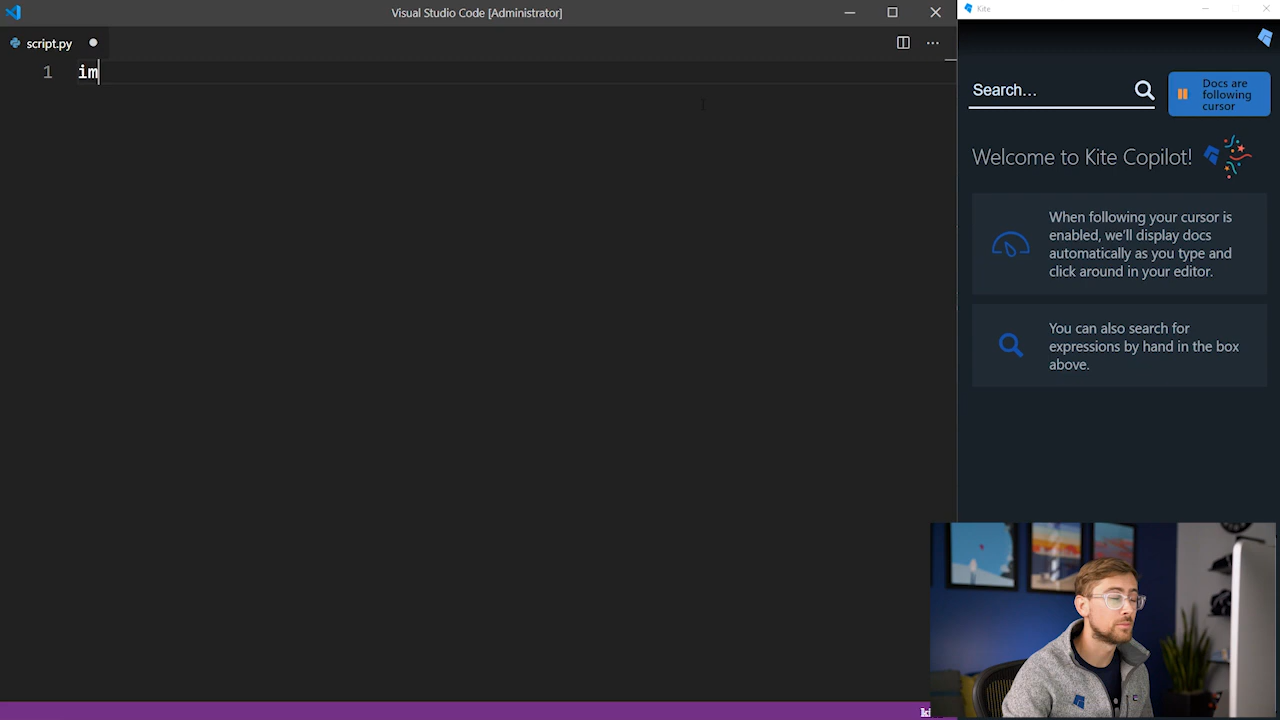 Visual Studio Code [Administrator]
script.py
1
im
Kite
Search...
Docs are
following
cursor
Welcome to Kite Copilot!
When following your cursor is
enabled, we'll display docs
automatically as you type and
click around in your editor.
You can also search for
expressions by hand in the box
above.